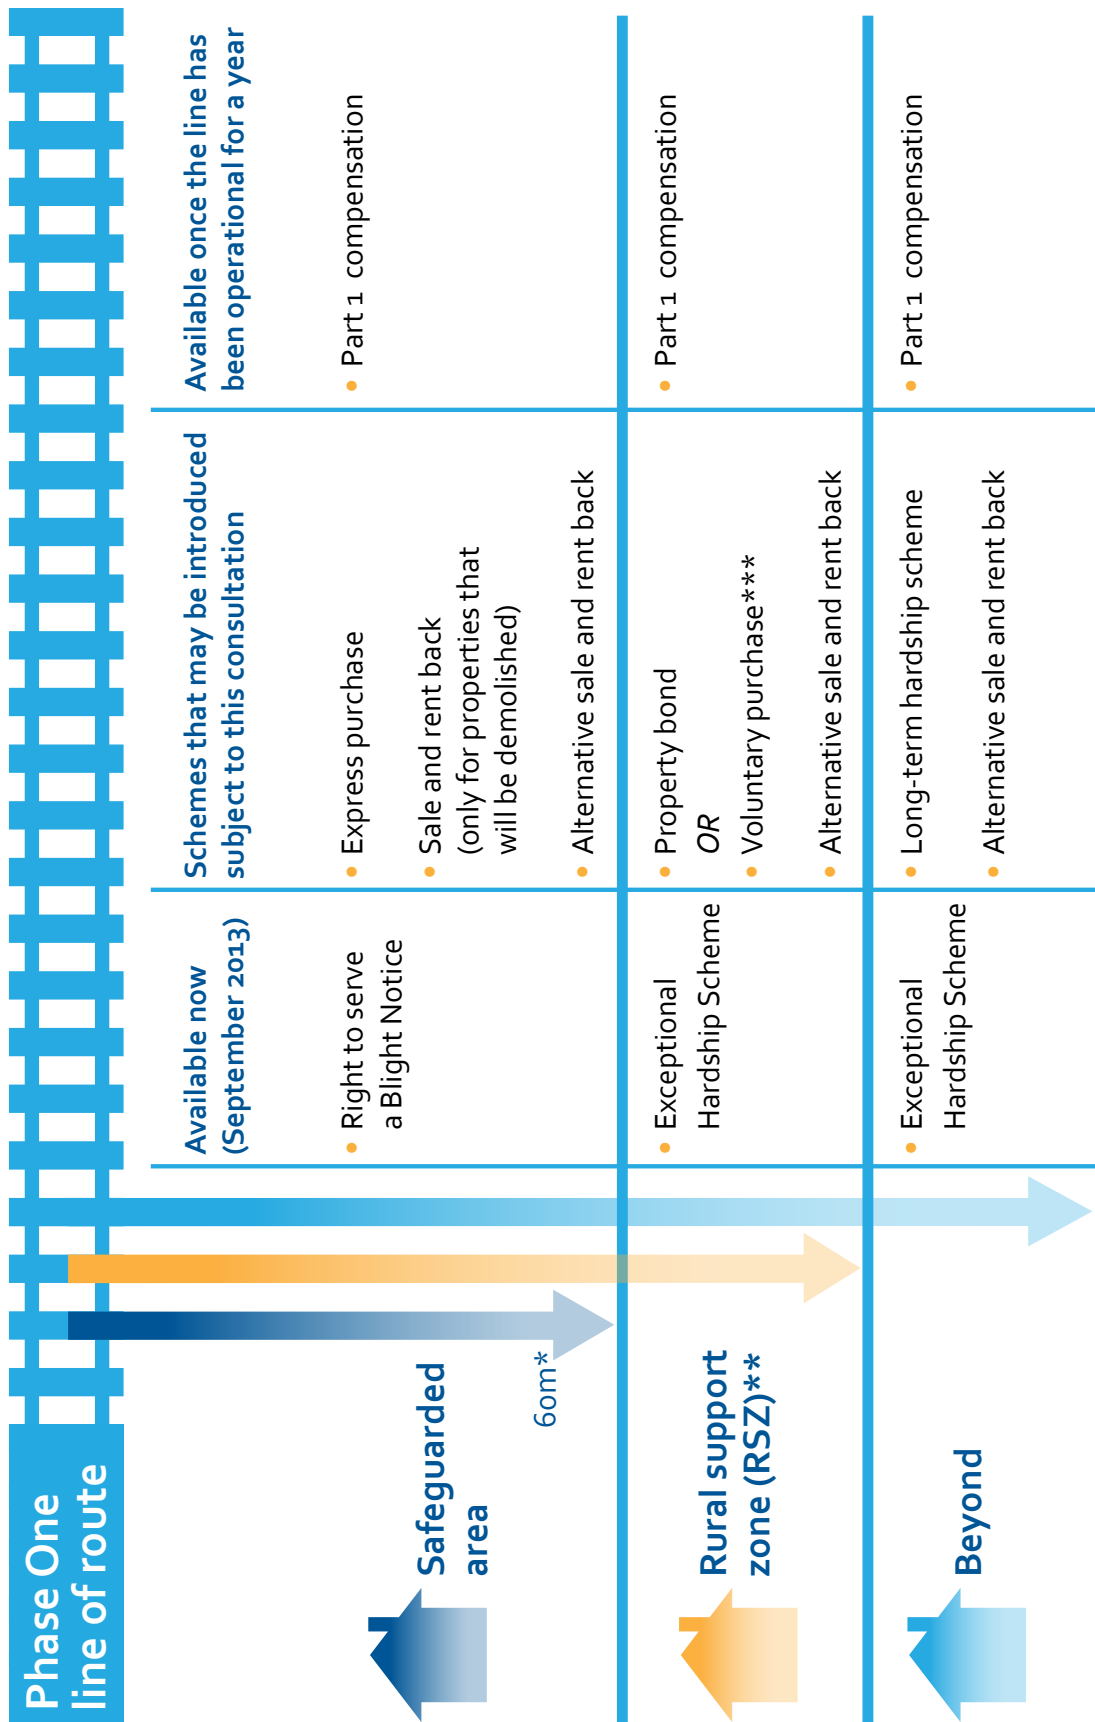 Phase One
line of route
Available now
(September 2013)
Schemes that may be introduced
subject to this consultation
Available once the line has
been operational for a year
Safeguarded
area
60m*
• Right to serve
a Blight Notice
• Express purchase
• Sale and rent back
(only for properties that
will be demolished)
• Alternative sale and rent back
• Part 1 compensation
Rural support
zone (RSZ)**
• Exceptional
Hardship Scheme
• Property bond
OR
• Voluntary purchase***
• Alternative sale and rent back
• Part 1 compensation
Beyond
• Exceptional
Hardship Scheme
• Long-term hardship scheme
• Alternative sale and rent back
• Part 1 compensation